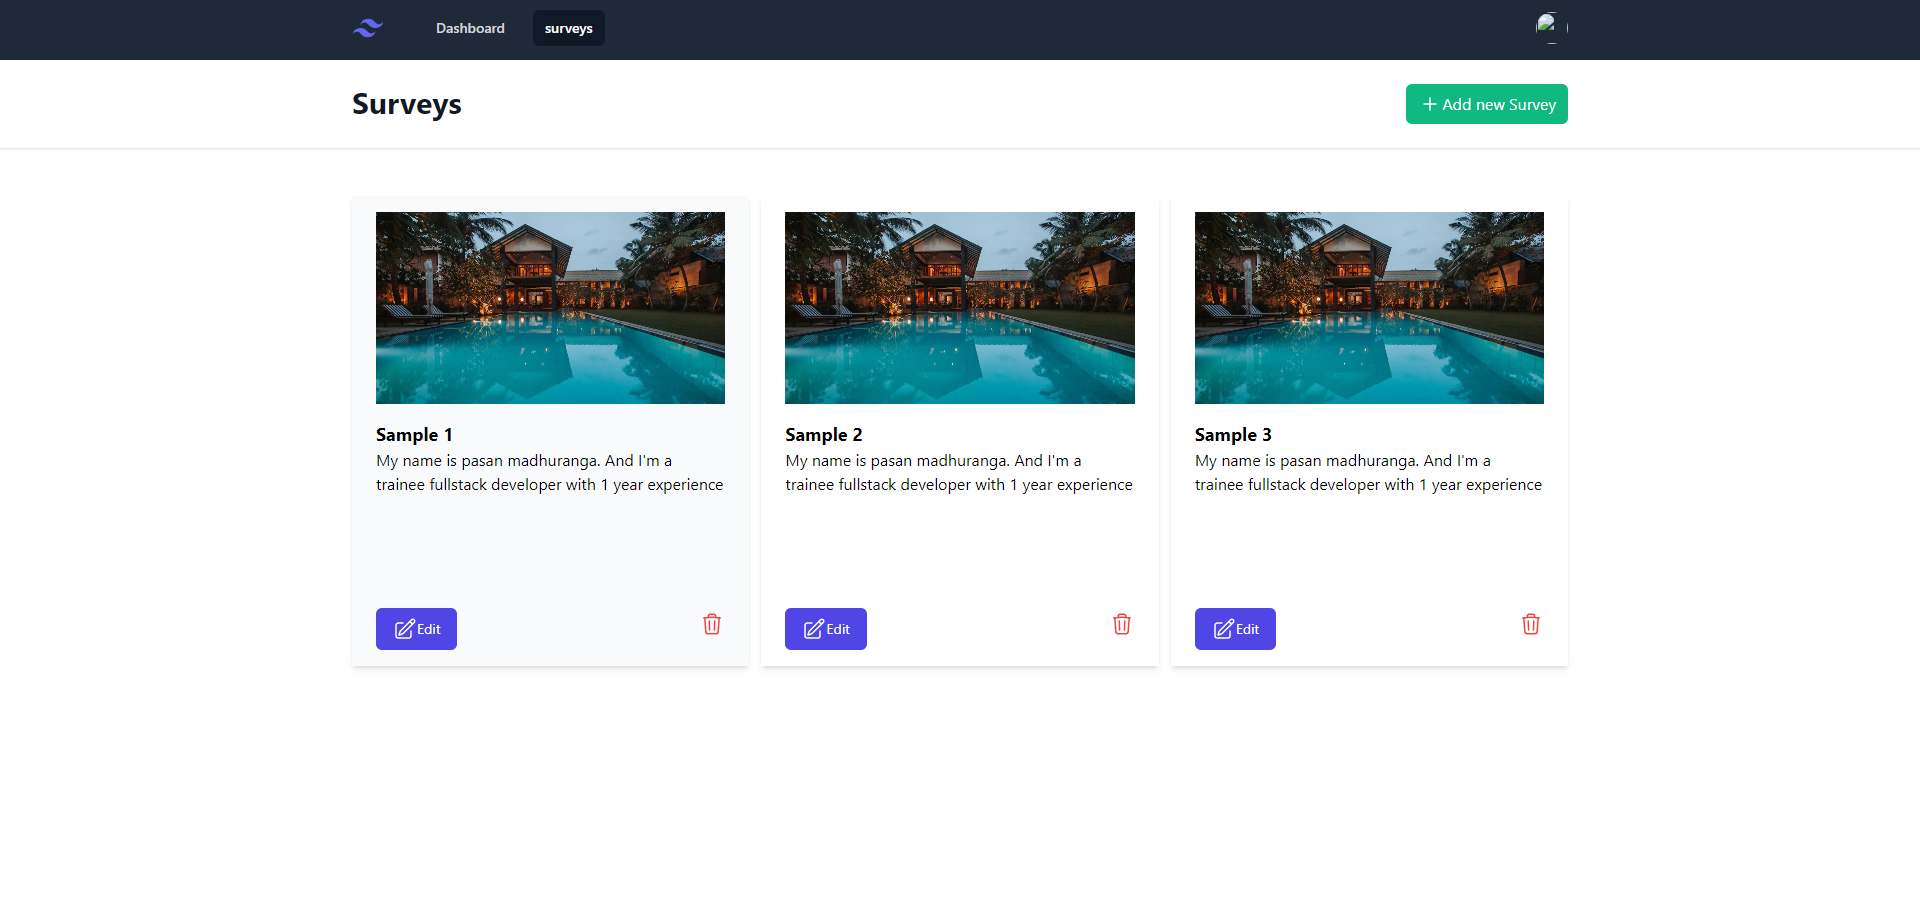 Dashboard
surveys
Surveys
Add new Survey
Sample 1
My name is pasan madhuranga. And I'm a
trainee fullstack developer with 1 year experience
Edit
Sample 2
My name is pasan madhuranga. And I'm a
trainee fullstack developer with 1 year experience
Edit
Sample 3
My name is pasan madhuranga. And I'm a
trainee fullstack developer with 1 year experience
Edit